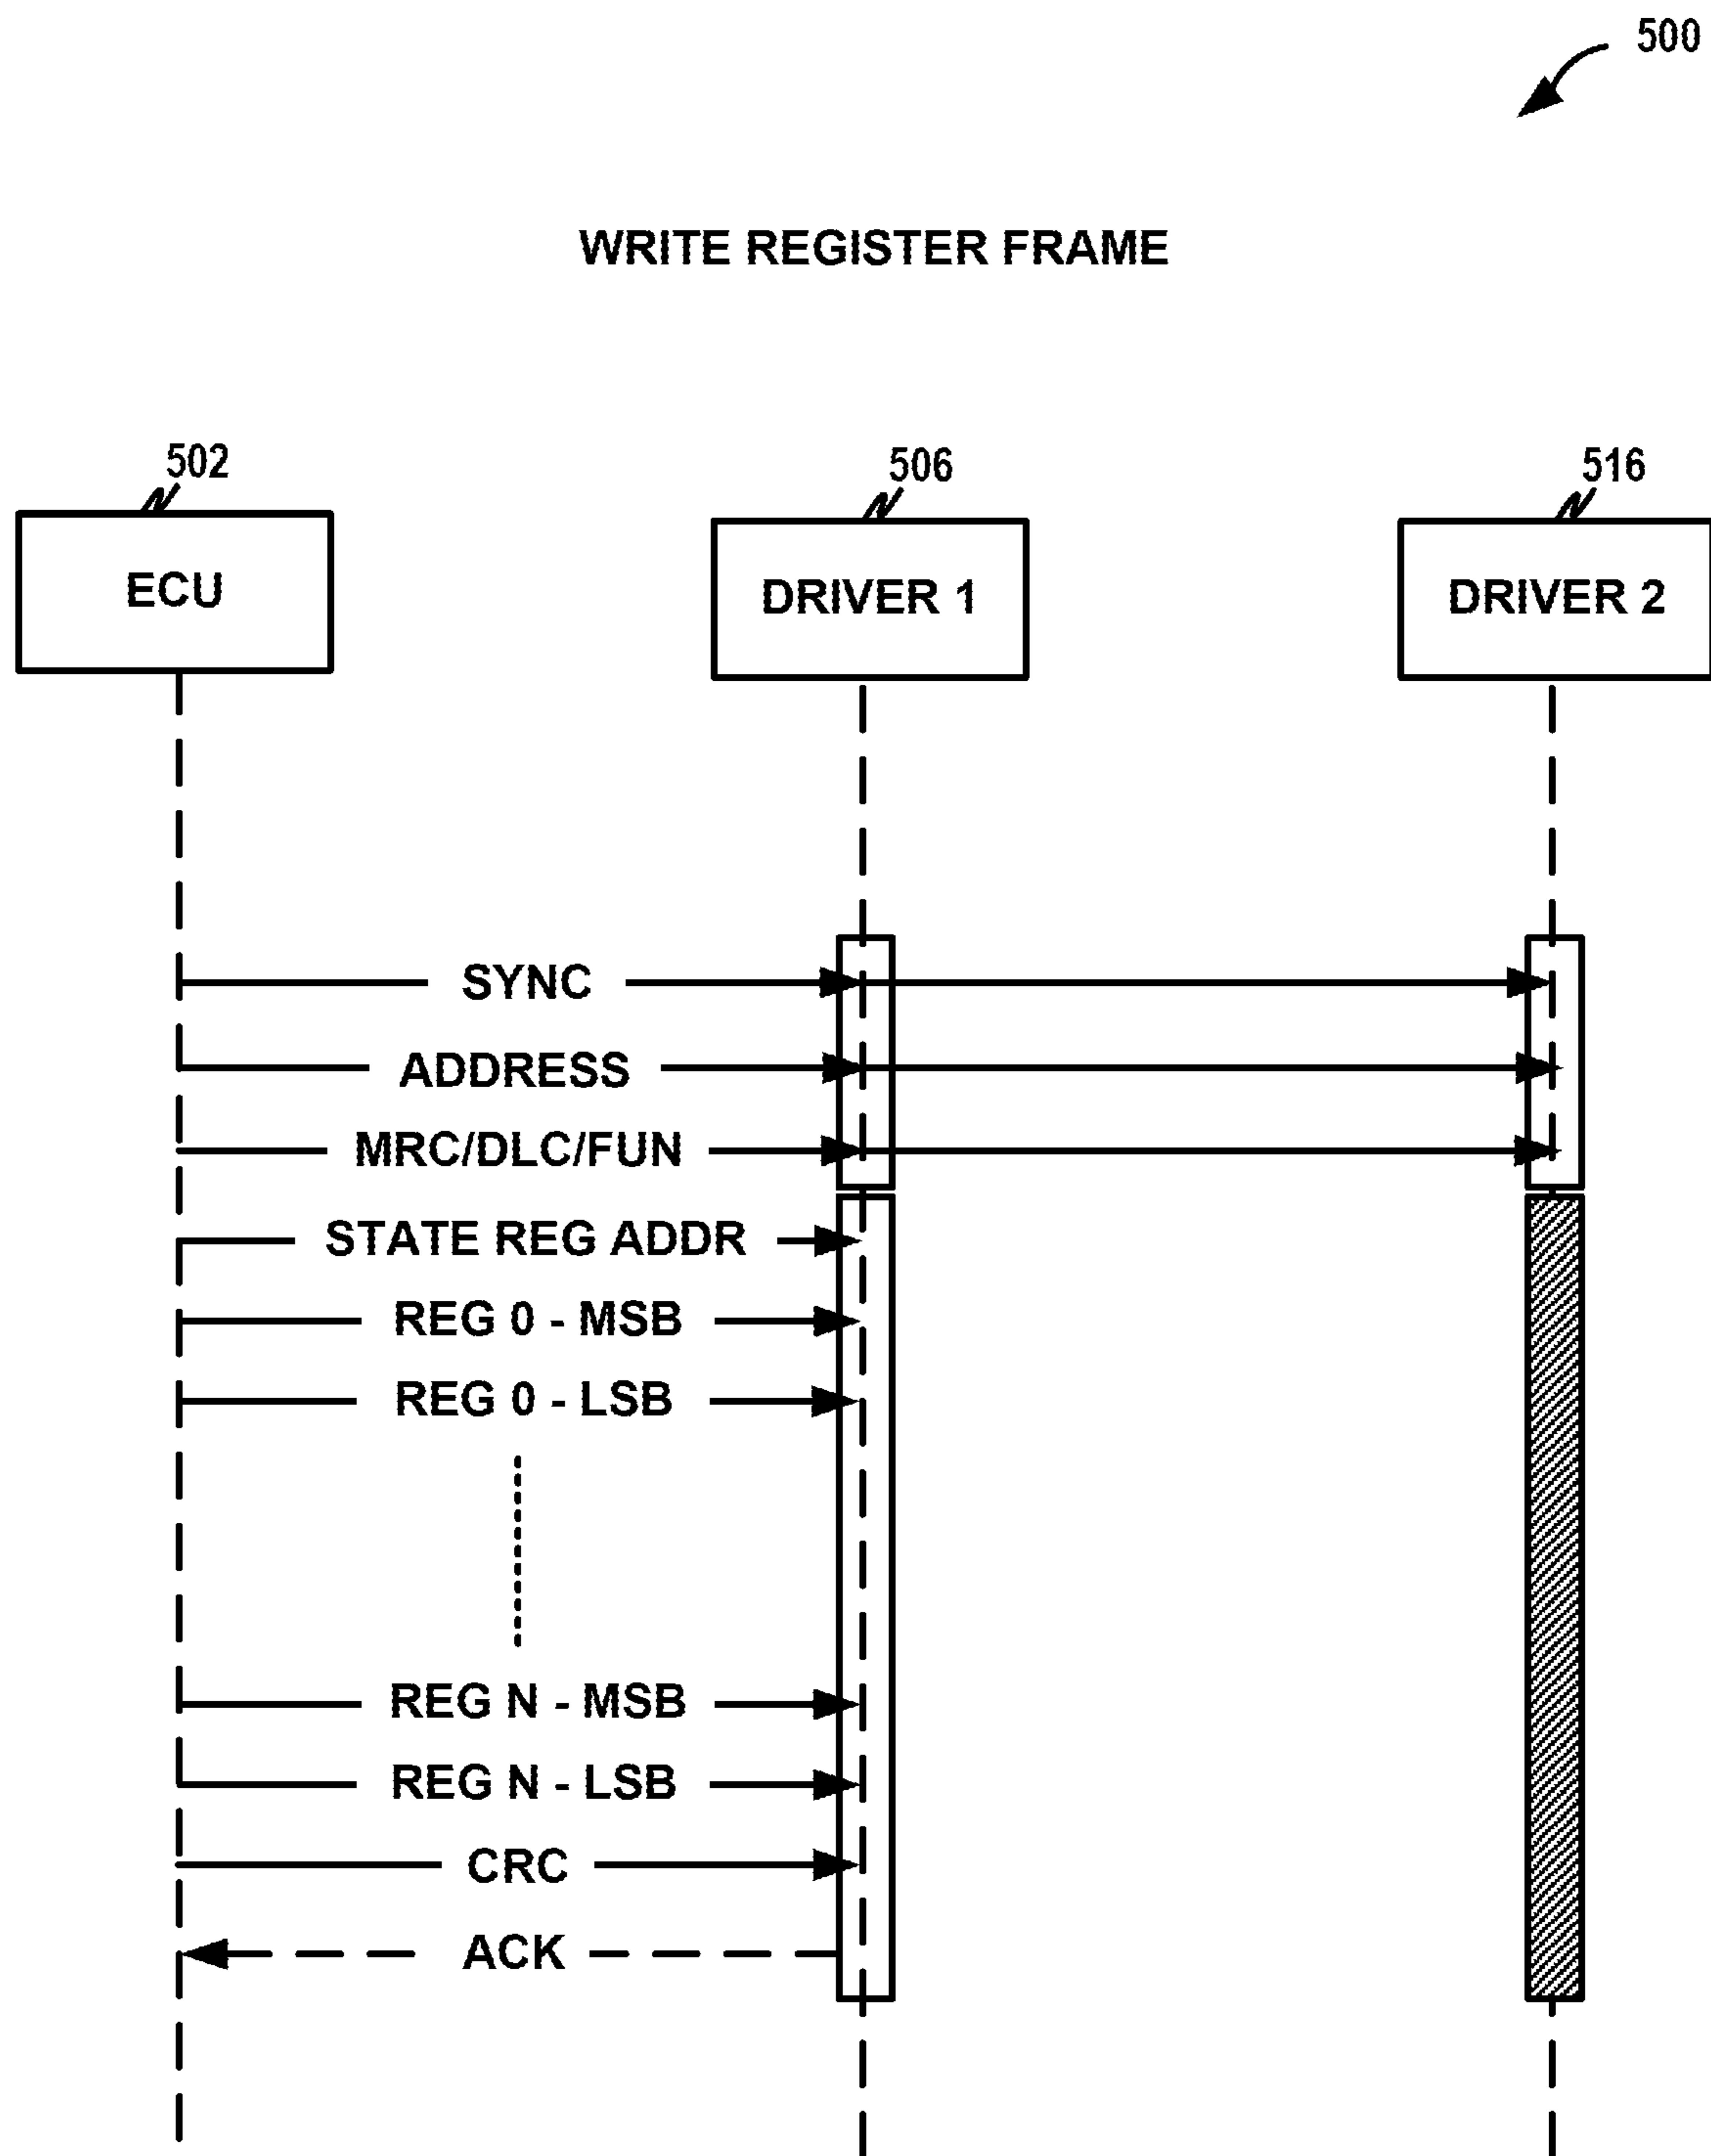 500
WRITE REGISTER FRAME
502
506
516
ECU
DRIVER 1
DRIVER 2
SYNC
ADDRESS
MRC/DLC/FUN
STATE REG ADDR
REG 0 - MSB
REG 0 - LSB
REG N - MSB
REG N - LSB
CRC
ACK